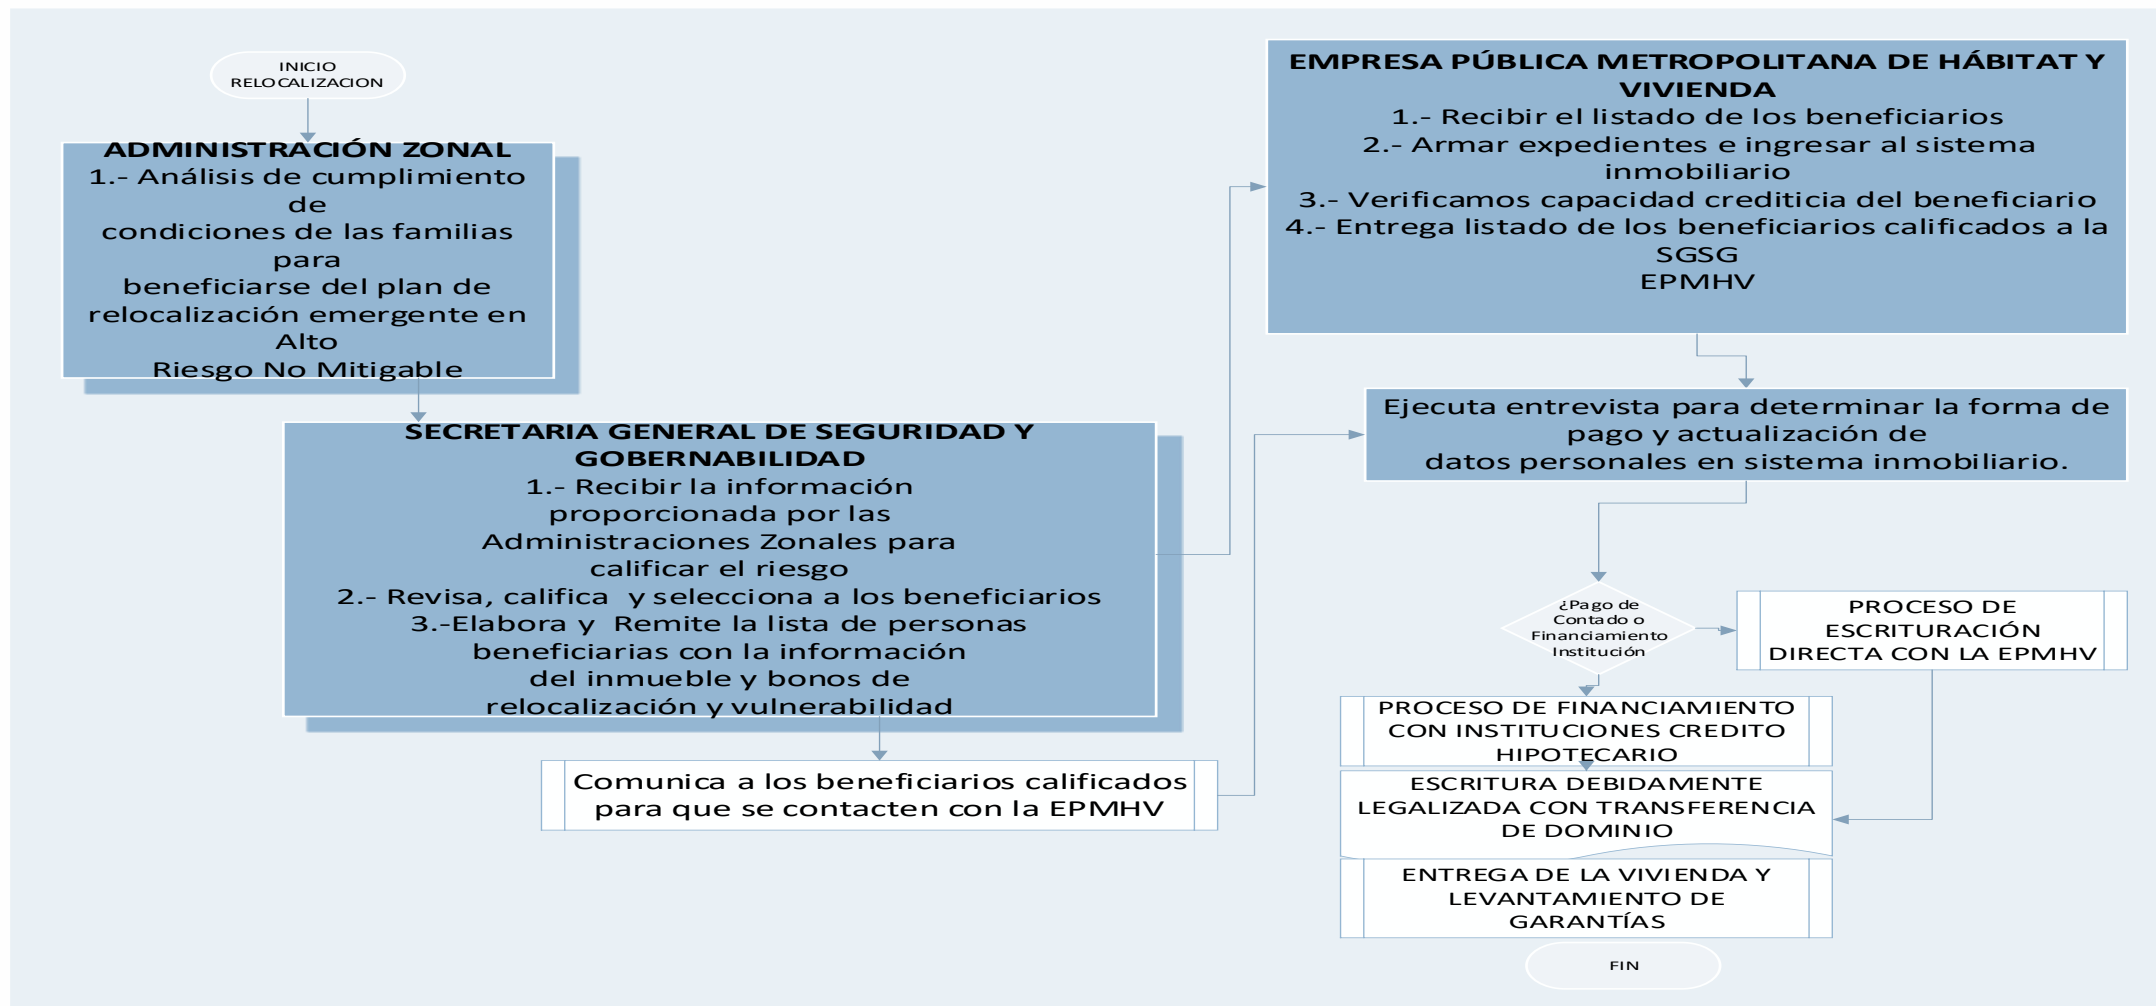 INICIO
RELOCALIZACION
ADMINISTRACIÓN ZONAL
1.- Análisis de cumplimiento
de
condiciones de las familias
para
beneficiarse del plan de
relocalización emergente en
Alto
Riesgo No Mitigable
SECRETARIA GENERAL DE SEGURIDAD Y
GOBERNABILIDAD
1.- Recibir la información
proporcionada por las
Administraciones Zonales para
calificar el riesgo
2.- Revisa, califica  y selecciona a los beneficiarios
3.-Elabora y  Remite la lista de personas
beneficiarias con la información
del inmueble y bonos de
relocalización y vulnerabilidad
Comunica a los beneficiarios calificados
para que se contacten con la EPMHV
EMPRESA PÚBLICA METROPOLITANA DE HÁBITAT Y
VIVIENDA
1.- Recibir el listado de los beneficiarios
2.- Armar expedientes e ingresar al sistema
inmobiliario
3.- Verificamos capacidad crediticia del beneficiario
4.- Entrega listado de los beneficiarios calificados a la
SGSG
EPMHV
Ejecuta entrevista para determinar la forma de
pago y actualización de
datos personales en sistema inmobiliario.
¿Pago de
Contado o
Financiamiento
Institución
PROCESO DE
ESCRITURACIÓN
DIRECTA CON LA EPMHV
PROCESO DE FINANCIAMIENTO
CON INSTITUCIONES CREDITO
HIPOTECARIO
ESCRITURA DEBIDAMENTE
LEGALIZADA CON TRANSFERENCIA
DE DOMINIO
ENTREGA DE LA VIVIENDA Y
LEVANTAMIENTO DE
GARANTÍAS
FIN